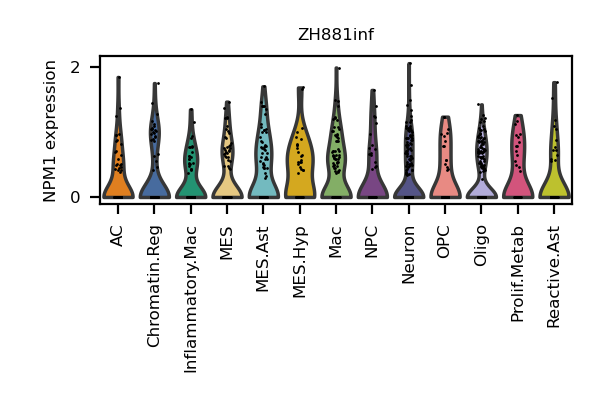 ZH881inf
NPM1 expression
2
0
AC
Chromatin.Reg
Inflammatory.Mac
MES
MES.Ast
MES.Hyp
Mac
NPC
Neuron
OPC
Oligo
Prolif.Metab
Reactive.Ast